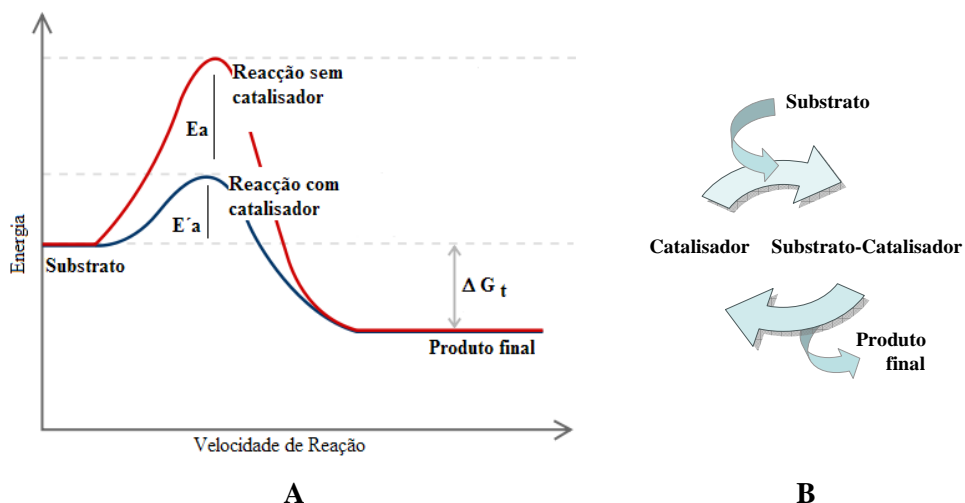 Energia
Reacção sem
catalisador
Ea
Reacção com
catalisador
E´a
Substrato
Δ G t
Produto final
Velocidade de Reação
A
Substrato
Catalisador
Substrato-Catalisador
Produto
final
B